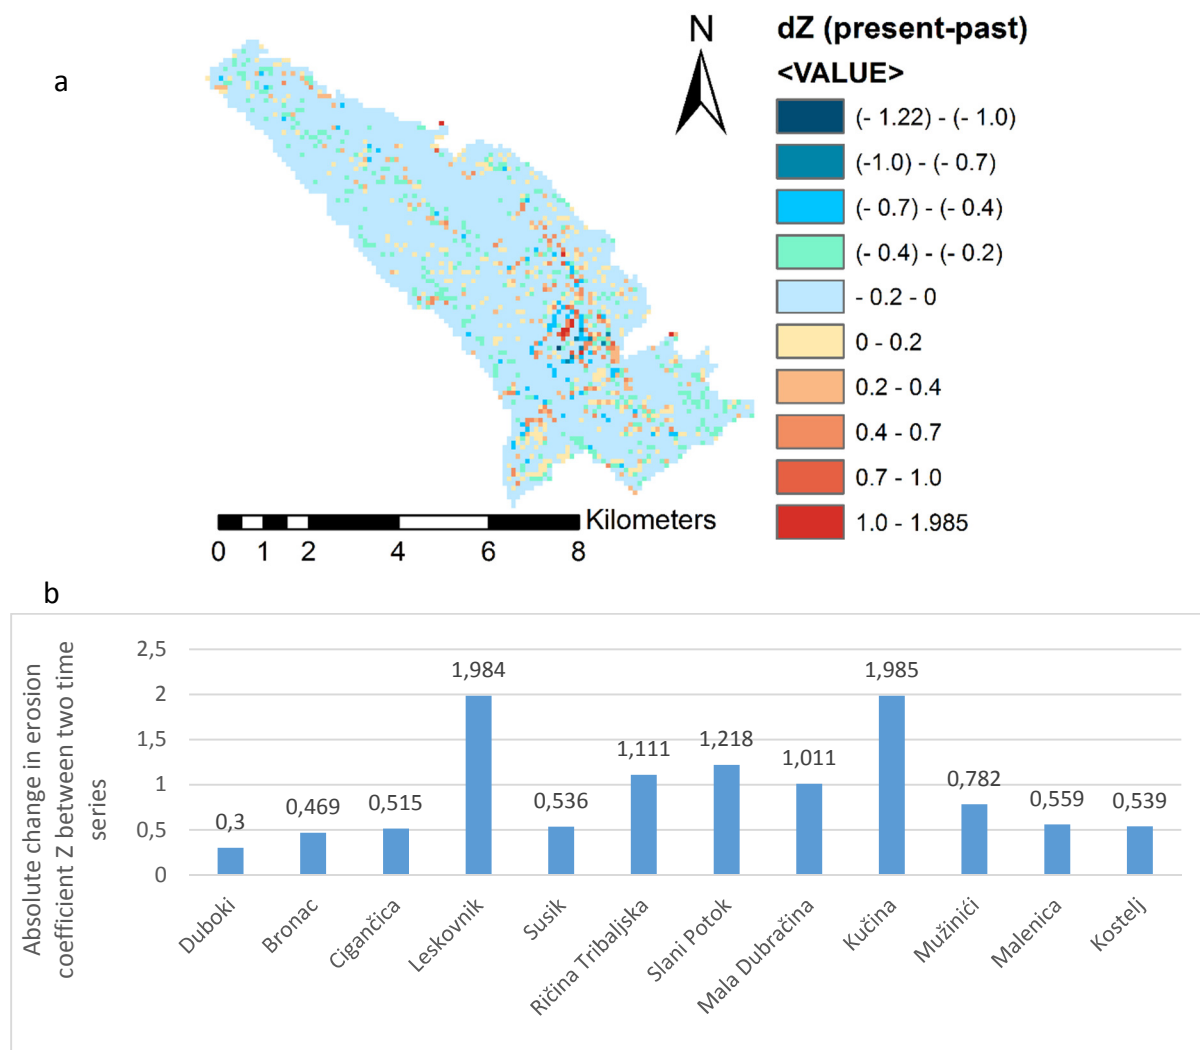 a
N
dZ (present-past)
<VALUE>
(- 1.22) - (- 1.0)
(-1.0) - (- 0.7)
(- 0.7) - (- 0.4)
(- 0.4) - (- 0.2)
- 0.2 - 0
0 - 0.2
0.2 - 0.4
0.4 - 0.7
0.7 - 1.0
1.0 - 1.985
Kilometers
0 1 2 4 6 8
b
Absolute change in erosion
coefficient Z between two time
series
2,5
2
1,5
1
0,5
0
0,3
0,469
0,515
1,984
0,536
1,111
1,218
1,011
1,985
0,782
0,559
0,539
Duboki
Bronac
Cigančica
Leskovnik
Susik
Ričina Tribaljska
Slani Potok
Mala Dubračina
Kučina
Mužinići
Malenica
Kostelj